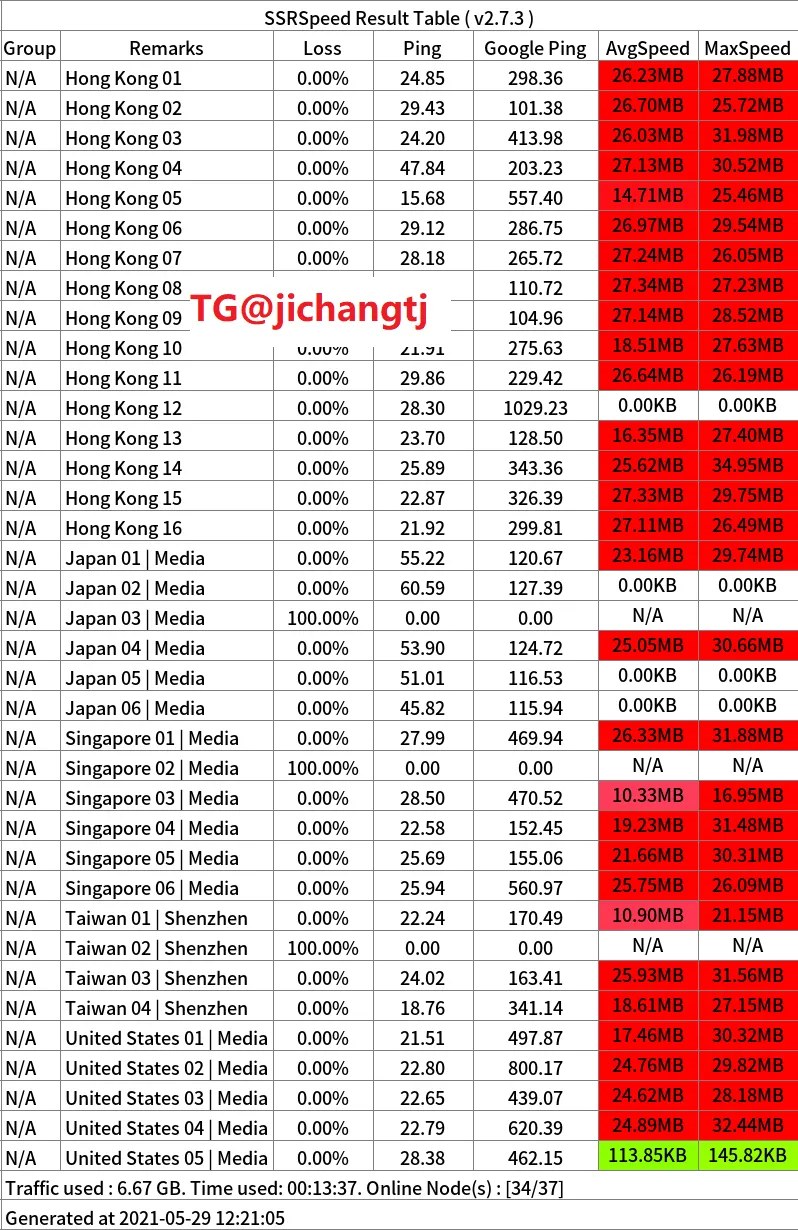 SSRSpeed Result Table ( v2.7.3 )
Group Remarks Loss Ping Google Ping AvgSpeed MaxSpeed
N/A Hong Kong 01 0.00% 24.85 298.36 26.23MB 27.88MB
N/A Hong Kong 02 0.00% 29.43 101.38 26.70MB 25.72MB
N/A Hong Kong 03 0.00% 24.20 413.98 26.03MB 31.98MB
N/A Hong Kong 04 0.00% 47.84 203.23 27.13MB 30.52MB
N/A Hong Kong 05 0.00% 15.68 557.40 14.71MB 25.46MB
N/A Hong Kong 06 0.00% 29.12 286.75 26.97MB 29.54MB
N/A Hong Kong 07 0.00% 28.18 265.72 27.24MB 26.05MB
N/A Hong Kong 08 110.72 27.34MB 27.23MB
TG@jichangtj
N/A Hong Kong 09 104.96 27.14MB 28.52MB
N/A Hong Kong 10 0.00% 21.91 275.63 18.51MB 27.63MB
N/A Hong Kong 11 0.00% 29.86 229.42 26.64MB 26.19MB
N/A Hong Kong 12 0.00% 28.30 1029.23 0.00KB 0.00KB
N/A Hong Kong 13 0.00% 23.70 128.50 16.35MB 27.40MB
N/A Hong Kong 14 0.00% 25.89 343.36 25.62MB 34.95MB
N/A Hong Kong 15 0.00% 22.87 326.39 27.33MB 29.75MB
N/A Hong Kong 16 0.00% 21.92 299.81 27.11MB 26.49MB
N/A Japan 01 | Media 0.00% 55.22 120.67 23.16MB 29.74MB
N/A Japan 02 | Media 0.00% 60.59 127.39 0.00KB 0.00KB
N/A Japan 03 | Media 100.00% 0.00 0.00 N/A N/A
N/A Japan 04 | Media 0.00% 53.90 124.72 25.05MB 30.66MB
N/A Japan 05 | Media 0.00% 51.01 116.53 0.00KB 0.00KB
N/A Japan 06 | Media 0.00% 45.82 115.94 0.00KB 0.00KB
N/A Singapore 01 | Media 0.00% 27.99 469.94 26.33MB 31.88MB
N/A Singapore 02 | Media 100.00% 0.00 0.00 N/A N/A
N/A Singapore 03 | Media 0.00% 28.50 470.52 10.33MB 16.95MB
N/A Singapore 04 | Media 0.00% 22.58 152.45 19.23MB 31.48MB
N/A Singapore 05 | Media 0.00% 25.69 155.06 21.66MB 30.31MB
N/A Singapore 06 | Media 0.00% 25.94 560.97 25.75MB 26.09MB
N/A Taiwan 01 | Shenzhen 0.00% 22.24 170.49 10.90MB 21.15MB
N/A Taiwan 02 | Shenzhen 100.00% 0.00 0.00 N/A N/A
N/A Taiwan 03 | Shenzhen 0.00% 24.02 163.41 25.93MB 31.56MB
N/A Taiwan 04 | Shenzhen 0.00% 18.76 341.14 18.61MB 27.15MB
N/A United States 01 | Media 0.00% 21.51 497.87 17.46MB 30.32MB
N/A United States 02 | Media 0.00% 22.80 800.17 24.76MB 29.82MB
N/A United States 03 | Media 0.00% 22.65 439.07 24.62MB 28.18MB
N/A United States 04 | Media 0.00% 22.79 620.39 24.89MB 32.44MB
N/A United States 05 | Media 0.00% 28.38 462.15 113.85KB 145.82KB
Traffic used : 6.67 GB. Time used: 00:13:37. Online Node(s) : [34/37]
Generated at 2021-05-29 12:21:05